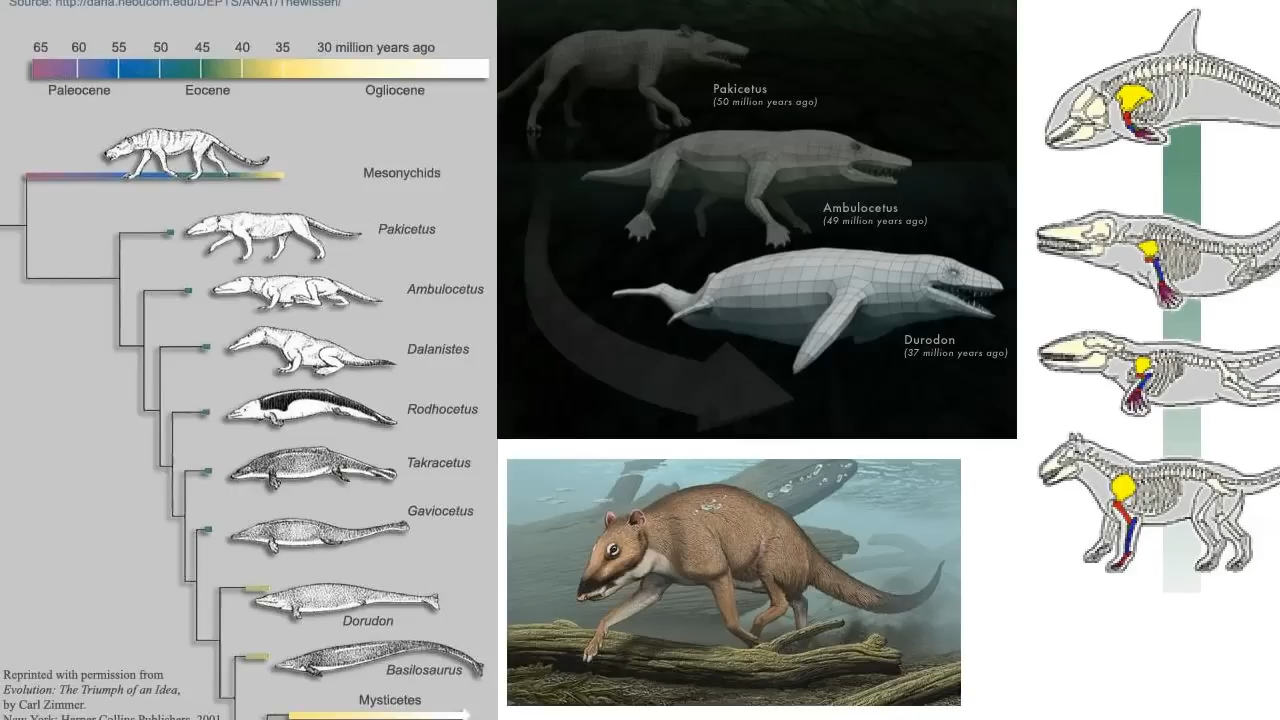 Source: http://darla.neoucom.edu/DEPTS/ANAT/Thewissen/
65 60 55 50 45 40 35 30 million years ago
Paleocene Eocene Ogliocene
Mesonychids
Pakicetus
Ambulocetus
Dalanistes
Rodhocetus
Takracetus
Gaviocetus
Dorudon
Basilosaurus
Mysticetes
Reprinted with permission from
Evolution: The Triumph of an Idea,
by Carl Zimmer.
New York: Harper Collins Publishers, 2001
Pakicetus
(50 million years ago)
Ambulocetus
(49 million years ago)
Durodon
(37 million years ago)